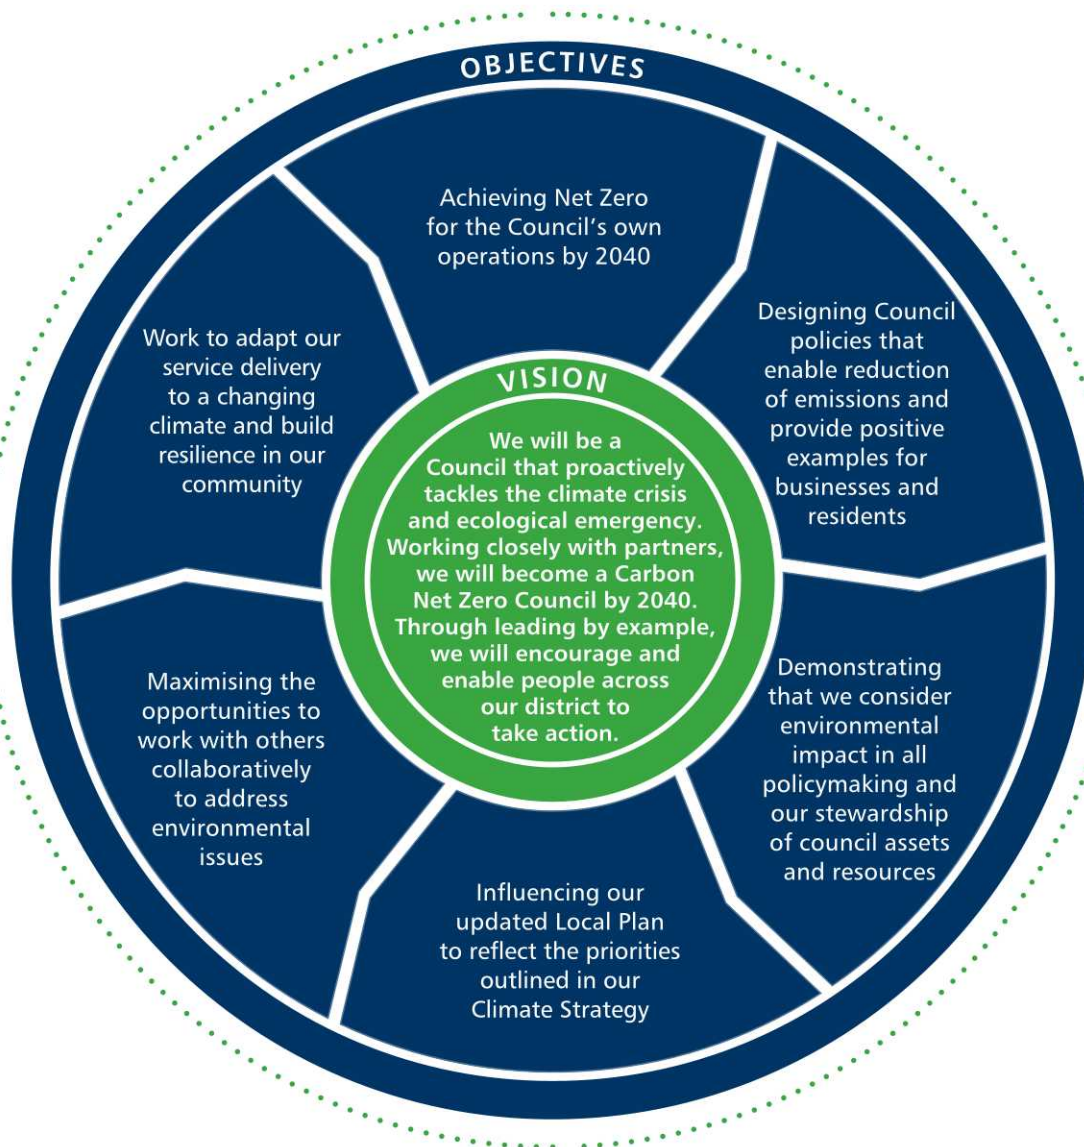 OBJECTIVES
Achieving Net Zero
for the Council’s own
operations by 2040
Designing Council
policies that
enable reduction
of emissions and
provide positive
examples for
businesses and
residents
Demonstrating
that we consider
environmental
impact in all
policymaking and
our stewardship
of council assets
and resources
Influencing our
updated Local Plan
to reflect the priorities
outlined in our
Climate Strategy
Maximising the
opportunities to
work with others
collaboratively
to address
environmental
issues
Work to adapt our
service delivery
to a changing
climate and build
resilience in our
community
VISION
We will be a
Council that proactively
tackles the climate crisis
and ecological emergency.
Working closely with partners,
we will become a Carbon
Net Zero Council by 2040.
Through leading by example,
we will encourage and
enable people across
our district to
take action.